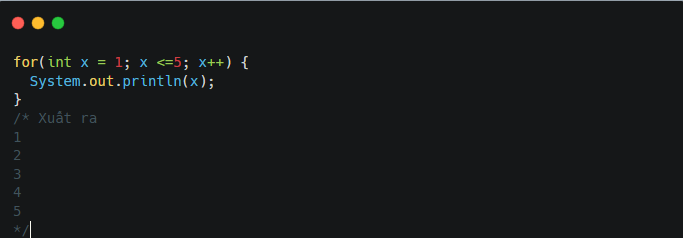 for(int x = 1; x <=5; x++) {
  System.out.println(x);
}
/* Xuất ra
1
2
3
4
5
*/